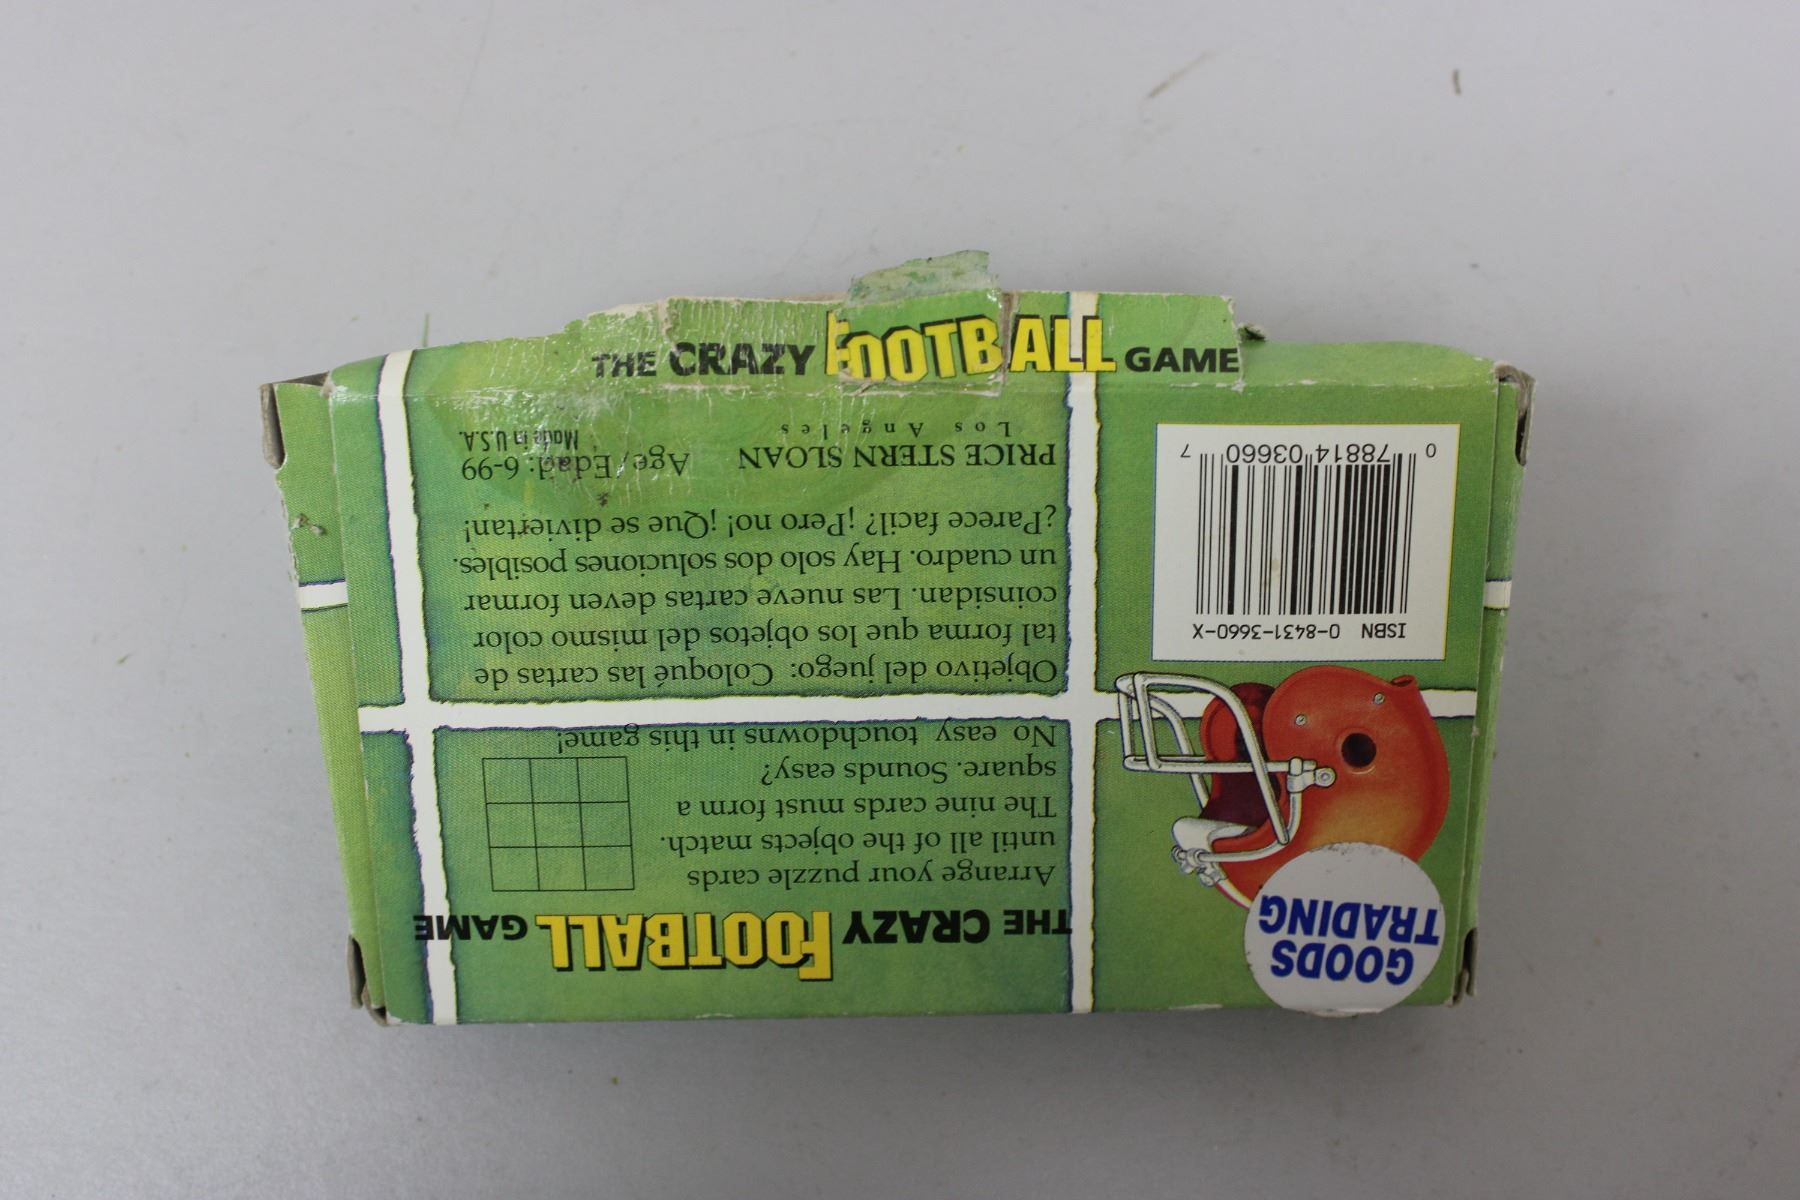 THE CRAZY FOOTBALL GAME
THE CRAZY FOOTBALL GAME
Arrange your puzzle cards
until all of the objects match.
The nine cards must form a
square. Sounds easy?
No easy touchdowns in this game!
Objetivo del juego: Coloqué las cartas de
tal forma que los objetos del mismo color
coinsidan. Las nueve cartas deven formar
un cuadro. Hay solo dos soluciones posibles.
¿Parece facil? ¡Pero no! ¡Que se diviertan!
PRICE STERN SLOAN Age/Edad: 6-99
Los Angeles Made in U.S.A.
GOODS
TRADING
ISBN 0-8431-3660-X
0 78814 03660 7